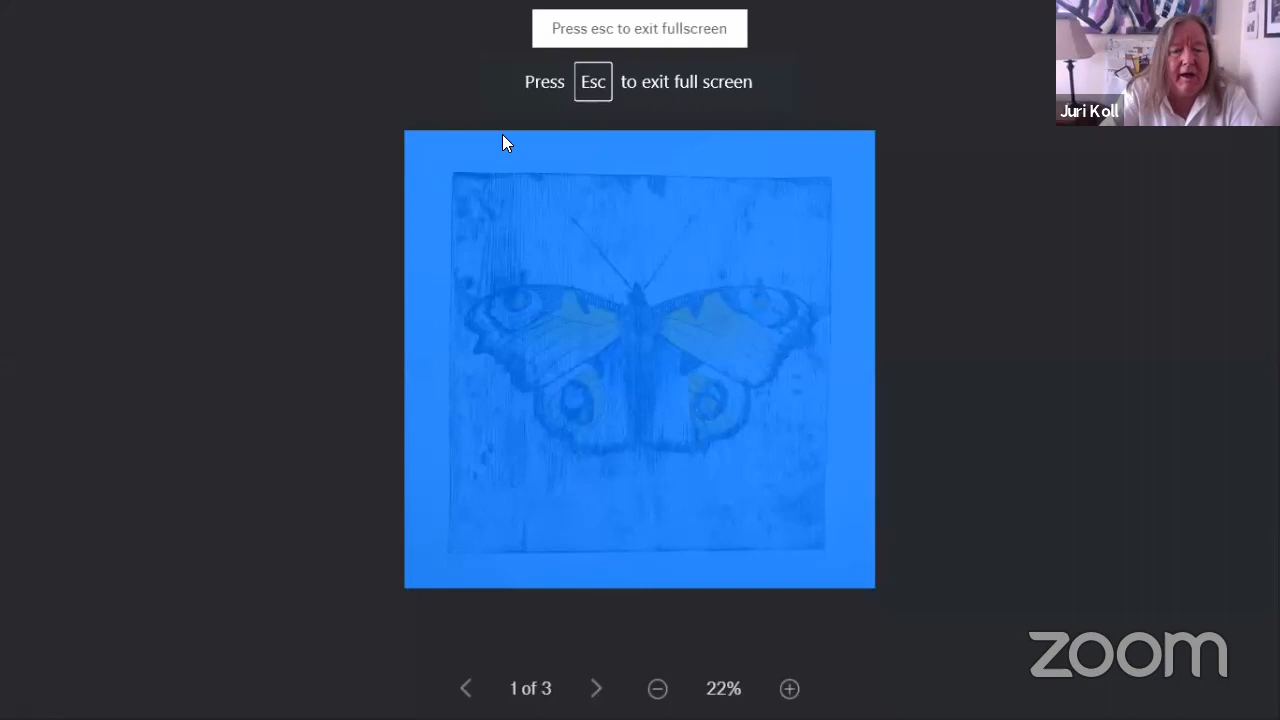 Press esc to exit fullscreen
Press Esc to exit full screen
Juri Koll
1 of 3
22%
zoom